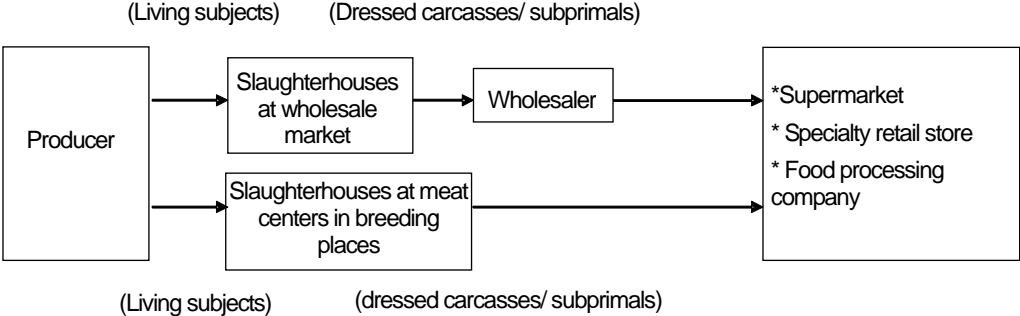 (Living subjects) (Dressed carcasses/ subprimals)
Producer
Slaughterhouses
at wholesale
market
Wholesaler
*Supermarket
* Specialty retail store
* Food processing
company
Slaughterhouses at meat
centers in breeding
places
(Living subjects) (dressed carcasses/ subprimals)